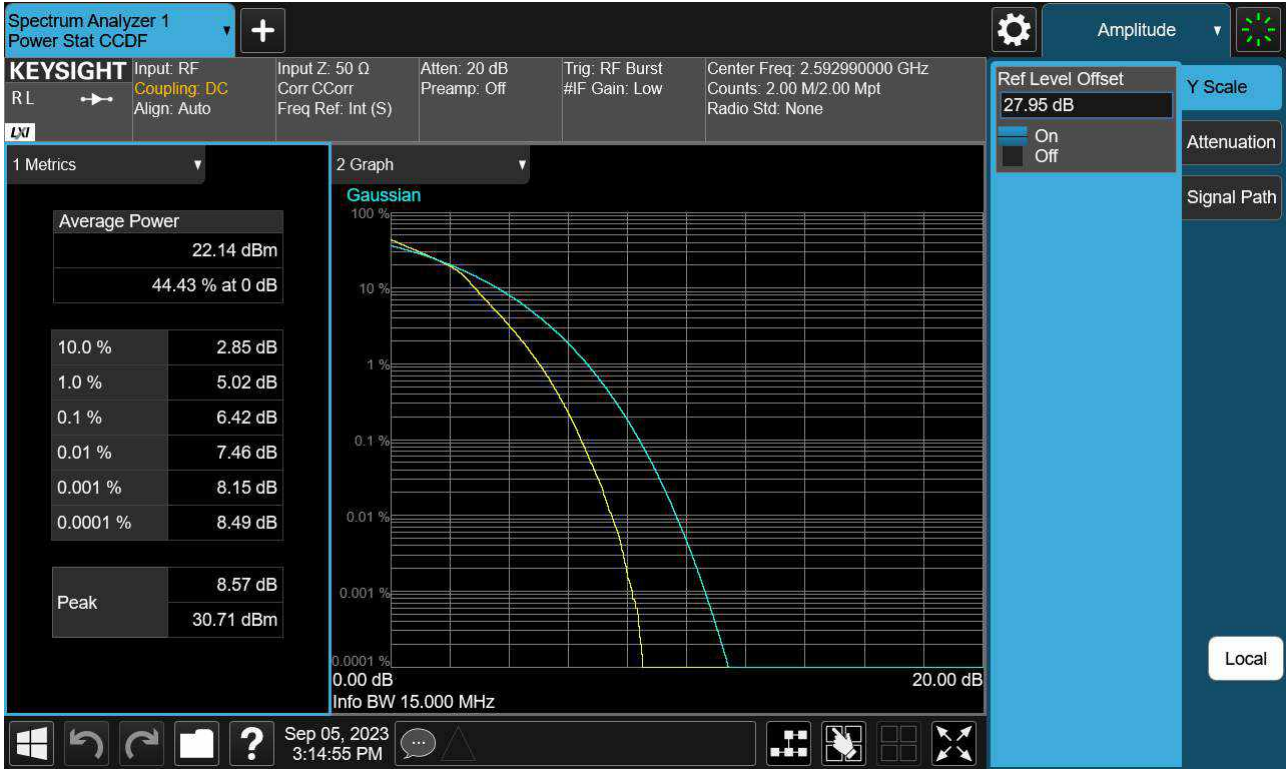 Spectrum Analyzer 1
Power Stat CCDF
Amplitude
KEYSIGHT
R L
LXI
Input: RF
Coupling: DC
Align: Auto
Input Z: 50 Ω
Corr CCorr
Freq Ref: Int (S)
Atten: 20 dB
Preamp: Off
Trig: RF Burst
#IF Gain: Low
Center Freq: 2.592990000 GHz
Counts: 2.00 M/2.00 Mpt
Radio Std: None
Ref Level Offset
27.95 dB
On
Off
Y Scale
Attenuation
Signal Path
1 Metrics
Average Power
22.14 dBm
44.43 % at 0 dB
10.0 % 2.85 dB
1.0 % 5.02 dB
0.1 % 6.42 dB
0.01 % 7.46 dB
0.001 % 8.15 dB
0.0001 % 8.49 dB
Peak
8.57 dB
30.71 dBm
2 Graph
Gaussian
100 %
10 %
1 %
0.1 %
0.01 %
0.001 %
0.0001 %
0.00 dB 20.00 dB
Info BW 15.000 MHz
Local
?
Sep 05, 2023
3:14:55 PM